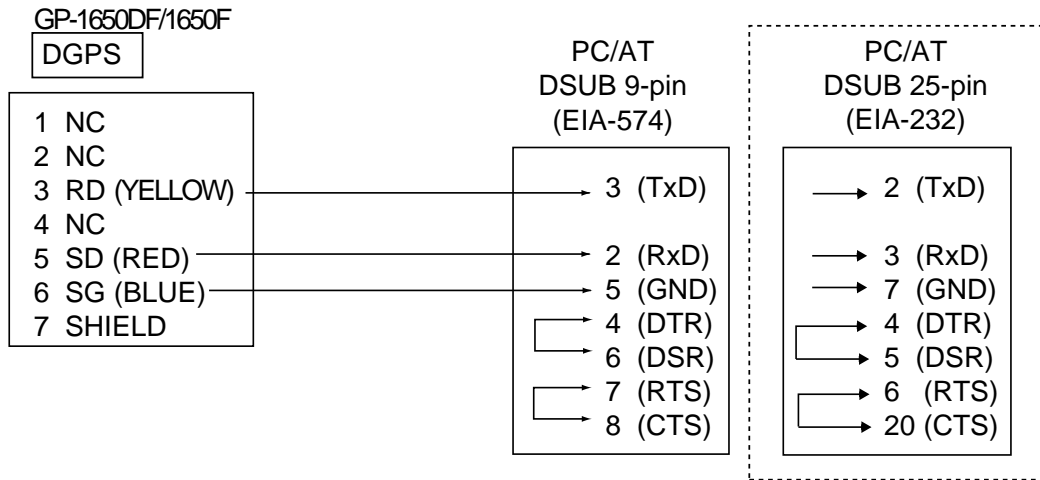 GP-1650DF/1650F
DGPS
1 NC
2 NC
3 RD (YELLOW)
4 NC
5 SD (RED)
6 SG (BLUE)
7 SHIELD
PC/AT
DSUB 9-pin
(EIA-574)
3 (TxD)
2 (RxD)
5 (GND)
4 (DTR)
6 (DSR)
7 (RTS)
8 (CTS)
PC/AT
DSUB 25-pin
(EIA-232)
2 (TxD)
3 (RxD)
7 (GND)
4 (DTR)
5 (DSR)
6 (RTS)
20 (CTS)